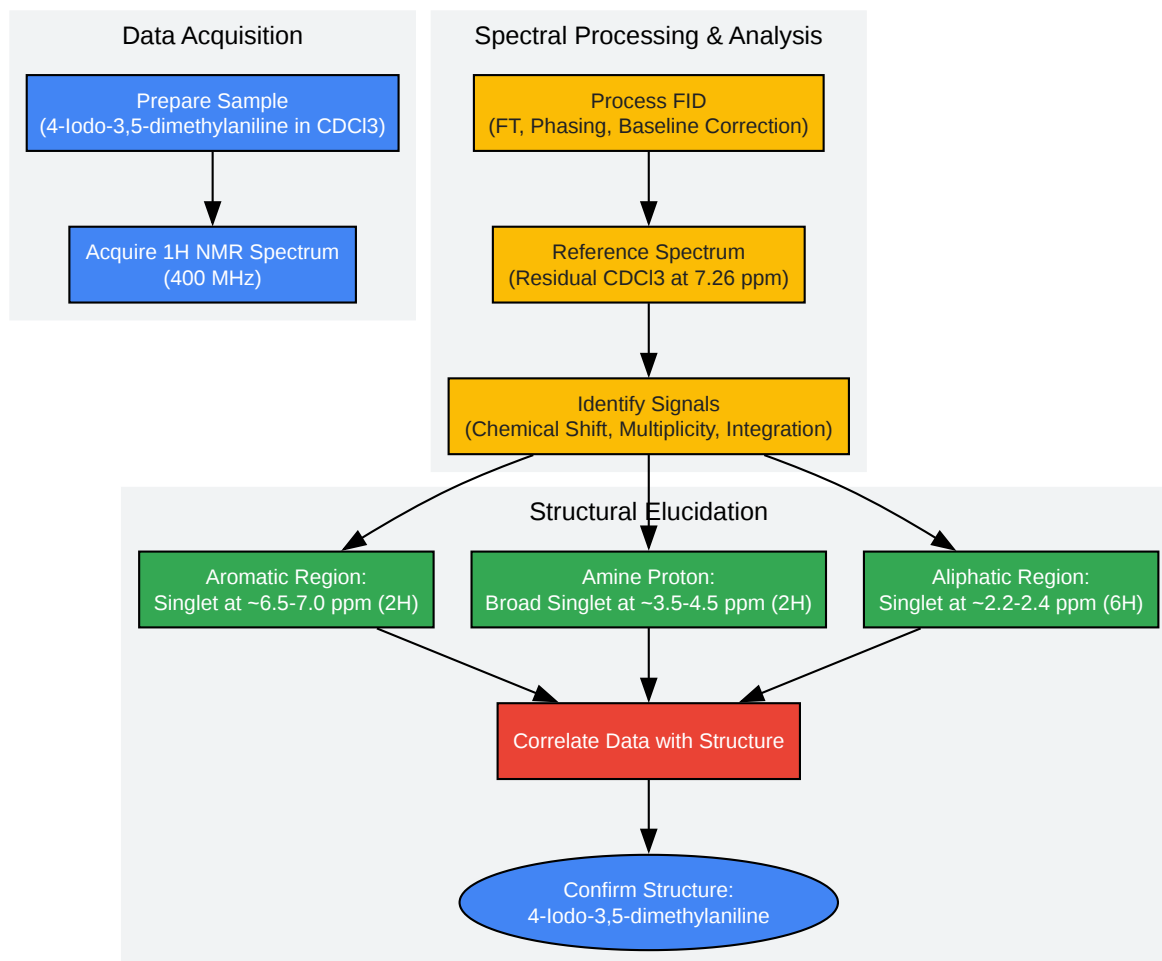 Data Acquisition
Prepare Sample
(4-Iodo-3,5-dimethylaniline in CDCl3)
Acquire 1H NMR Spectrum
(400 MHz)
Spectral Processing & Analysis
Process FID
(FT, Phasing, Baseline Correction)
Reference Spectrum
(Residual CDCl3 at 7.26 ppm)
Identify Signals
(Chemical Shift, Multiplicity, Integration)
Structural Elucidation
Aromatic Region:
Singlet at ~6.5-7.0 ppm (2H)
Amine Proton:
Broad Singlet at ~3.5-4.5 ppm (2H)
Aliphatic Region:
Singlet at ~2.2-2.4 ppm (6H)
Correlate Data with Structure
Confirm Structure:
4-Iodo-3,5-dimethylaniline